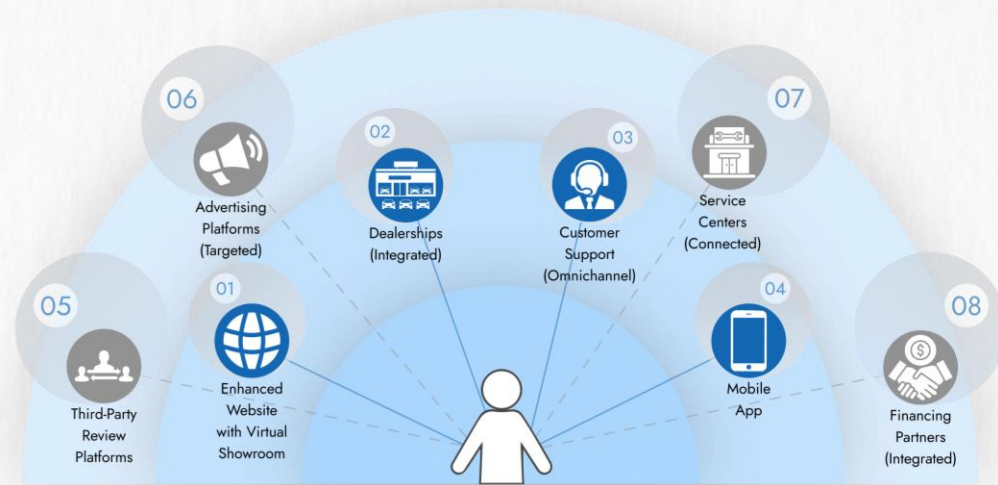 06
Advertising
Platforms
(Targeted)
02
Dealerships
(Integrated)
03
Customer
Support
(Omnichannel)
07
Service
Centers
(Connected)
05
Third-Party
Review
Platforms
01
Enhanced
Website
with Virtual
Showroom
04
Mobile
App
08
$
Financing
Partners
(Integrated)